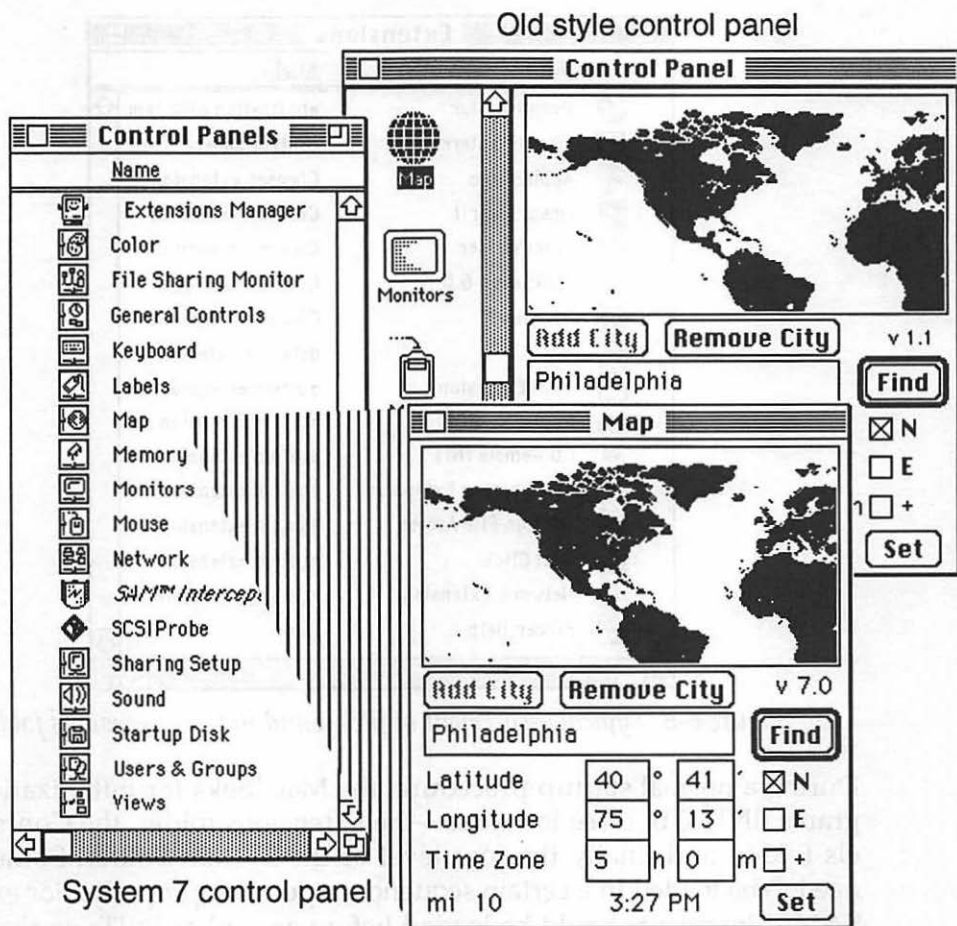 Old style control panel
Control Panel
Map
Monitors
Add City
Remove City
v 1.1
Philadelphia
Find
N
E
+
Set
Control Panels
Name
Extensions Manager
Color
File Sharing Monitor
General Controls
Keyboard
Labels
Map
Memory
Monitors
Mouse
Network
SCSIProbe
Sharing Setup
Sound
Startup Disk
Users & Groups
Views
System 7 control panel
Map
Add City
Remove City
v 7.0
Philadelphia
Find
Latitude 40 ° 41 ´ N
Longitude 75 ° 13 ´ E
Time Zone 5 h 0 m +
mi 10 3:27 PM
Set